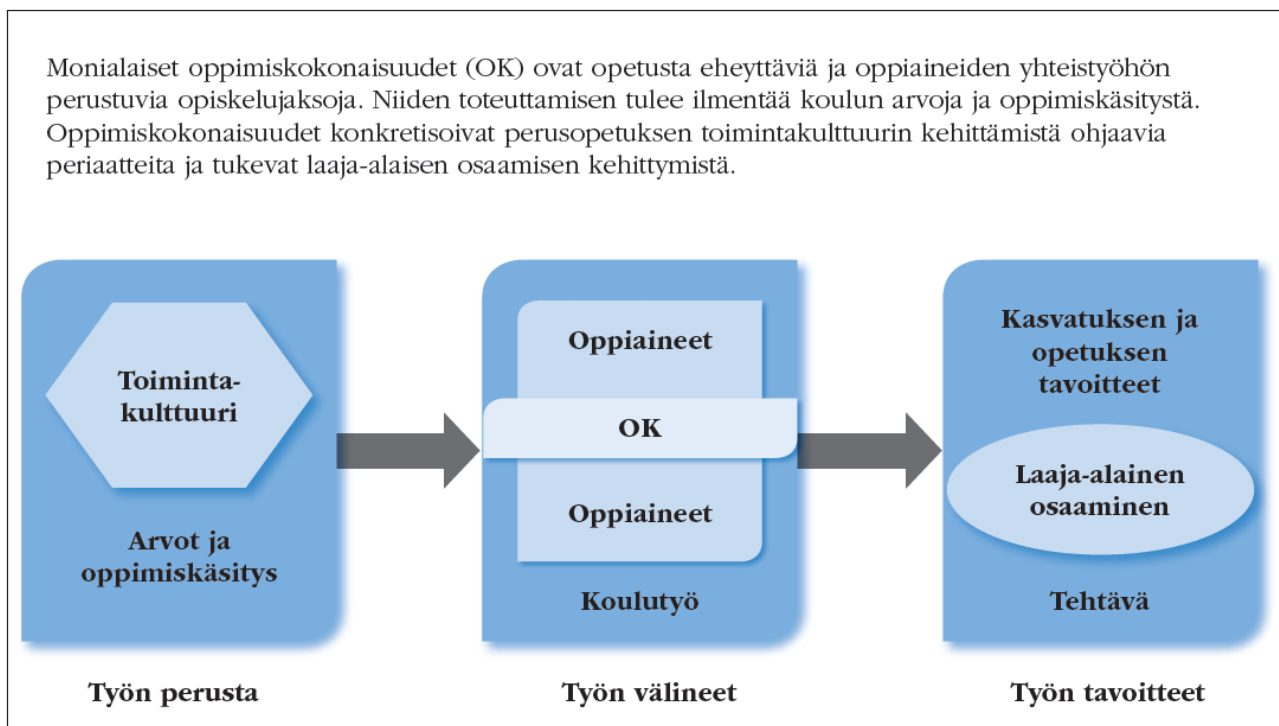 Monialaiset oppimiskokonaisuudet (OK) ovat opetusta eheyttäviä ja oppiaineiden yhteistyöhön
perustuvia opiskelujaksoja. Niiden toteuttamisen tulee ilmentää koulun arvoja ja oppimiskäsitystä.
Oppimiskokonaisuudet konkretisoivat perusopetuksen toimintakulttuurin kehittämistä ohjaavia
periaatteita ja tukevat laaja-alaisen osaamisen kehittymistä.
Toiminta-
kulttuuri
Arvot ja
oppimiskäsitys
Työn perusta
Oppiaineet
OK
Oppiaineet
Koulutyö
Työn välineet
Kasvatuksen ja
opetuksen
tavoitteet
Laaja-alainen
osaaminen
Tehtävä
Työn tavoitteet